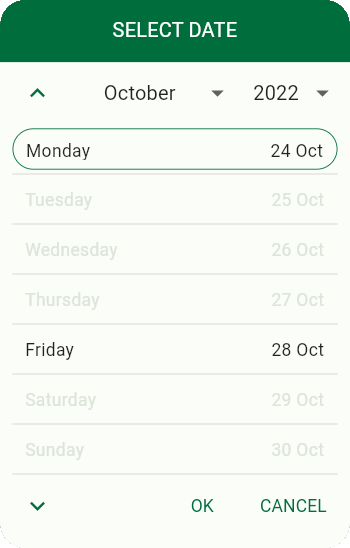 SELECT DATE
October 2022
Monday 24 Oct
Tuesday 25 Oct
Wednesday 26 Oct
Thursday 27 Oct
Friday 28 Oct
Saturday 29 Oct
Sunday 30 Oct
OK CANCEL